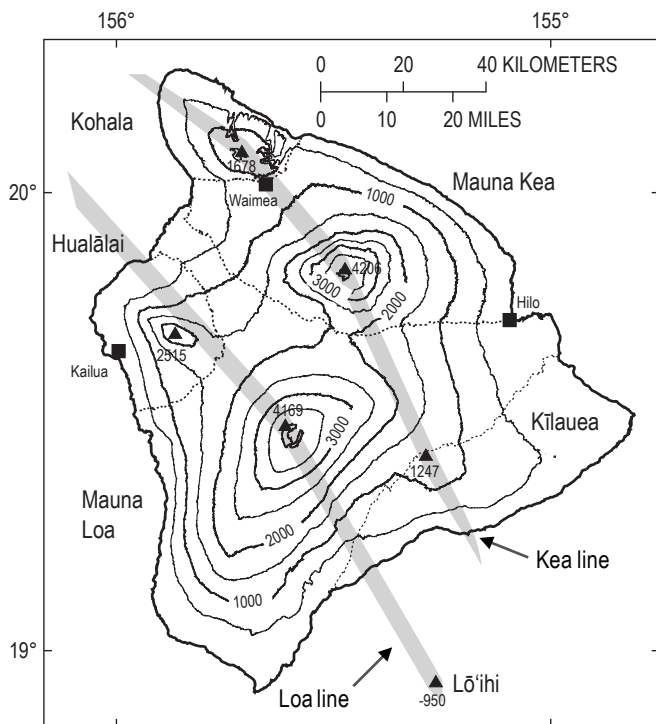 156°
155°
0 20 40 KILOMETERS
0 10 20 MILES
Kohala
1678
Waimea
20°
Mauna Kea
1000
Hualālai
4206
3000
2000
Hilo
2515
Kailua
4169
3000
Kīlauea
1247
Mauna
Loa
2000
Kea line
1000
19°
Loa line
Lō‘ihi
-950